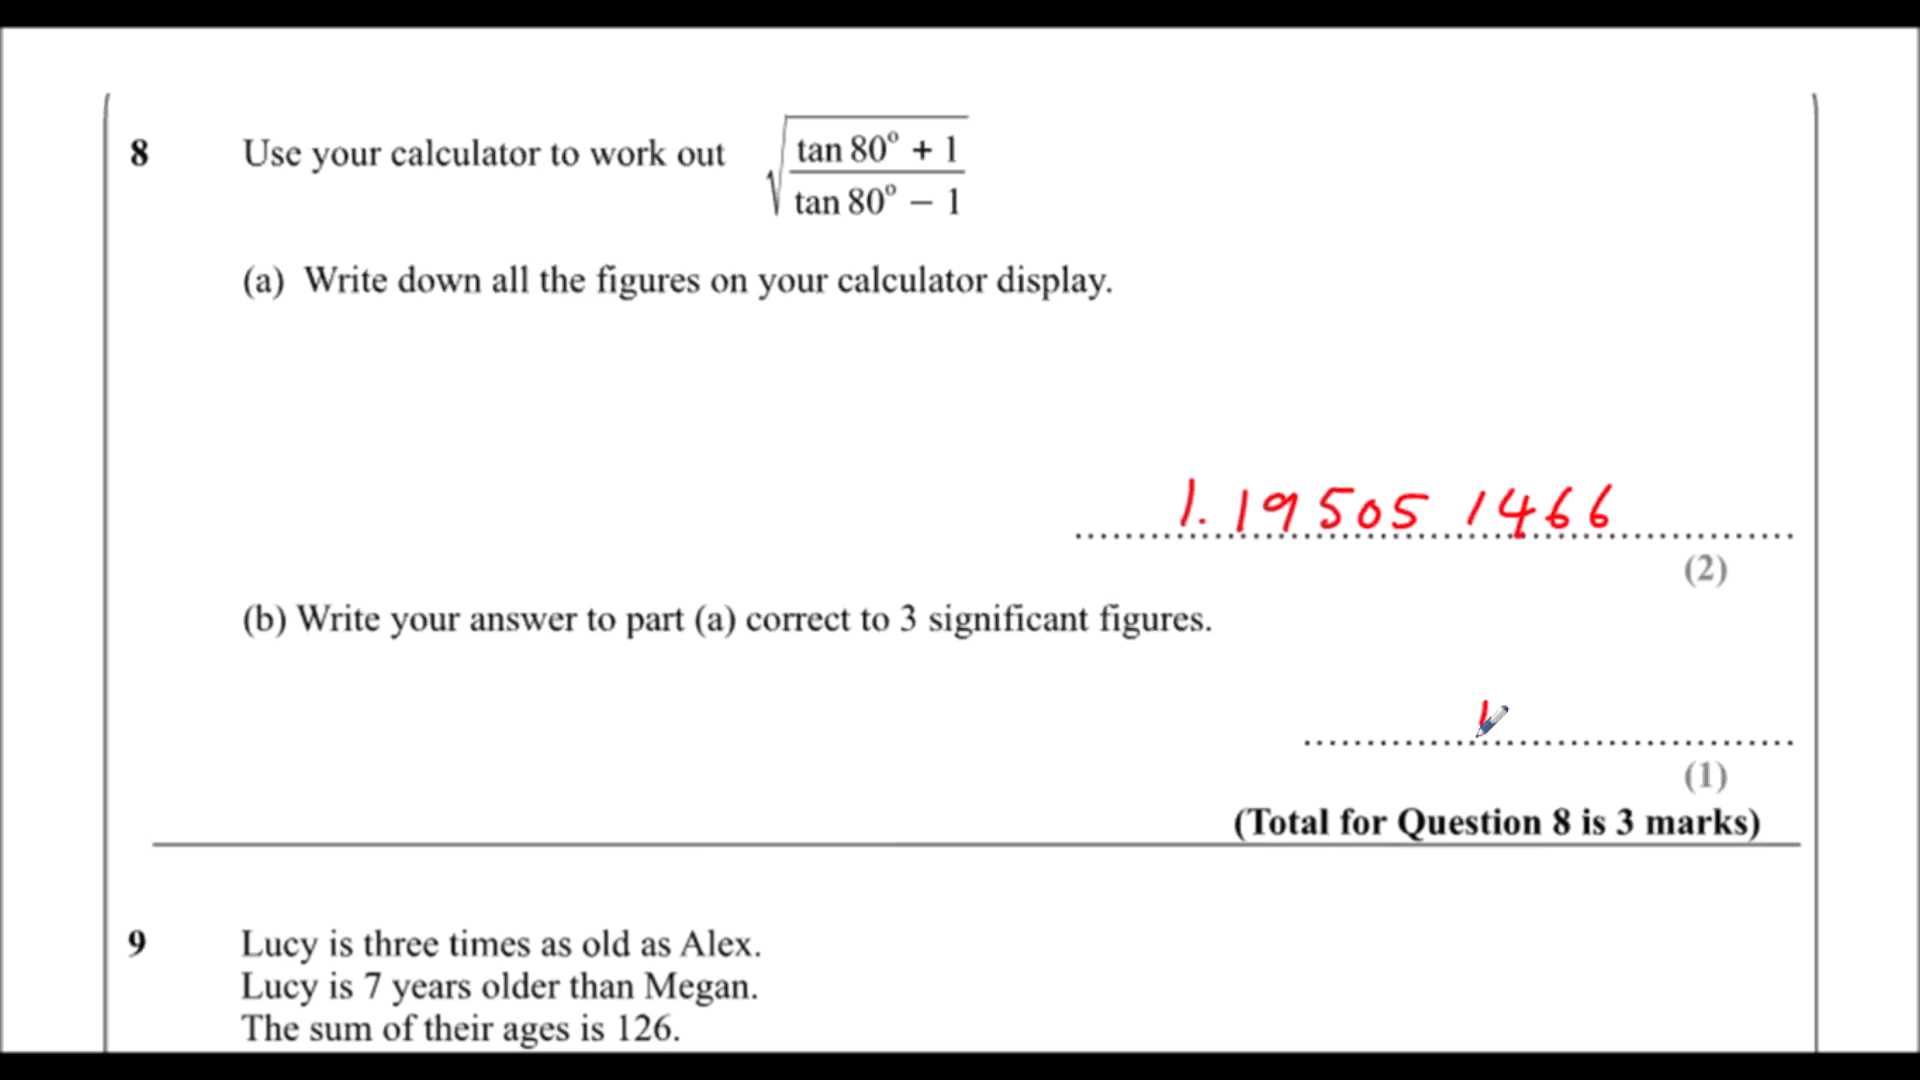 8 Use your calculator to work out √((tan 80° + 1)/(tan 80° − 1))
(a) Write down all the figures on your calculator display.
1.195051466
(2)
(b) Write your answer to part (a) correct to 3 significant figures.
1
(1)
(Total for Question 8 is 3 marks)
9 Lucy is three times as old as Alex.
Lucy is 7 years older than Megan.
The sum of their ages is 126.